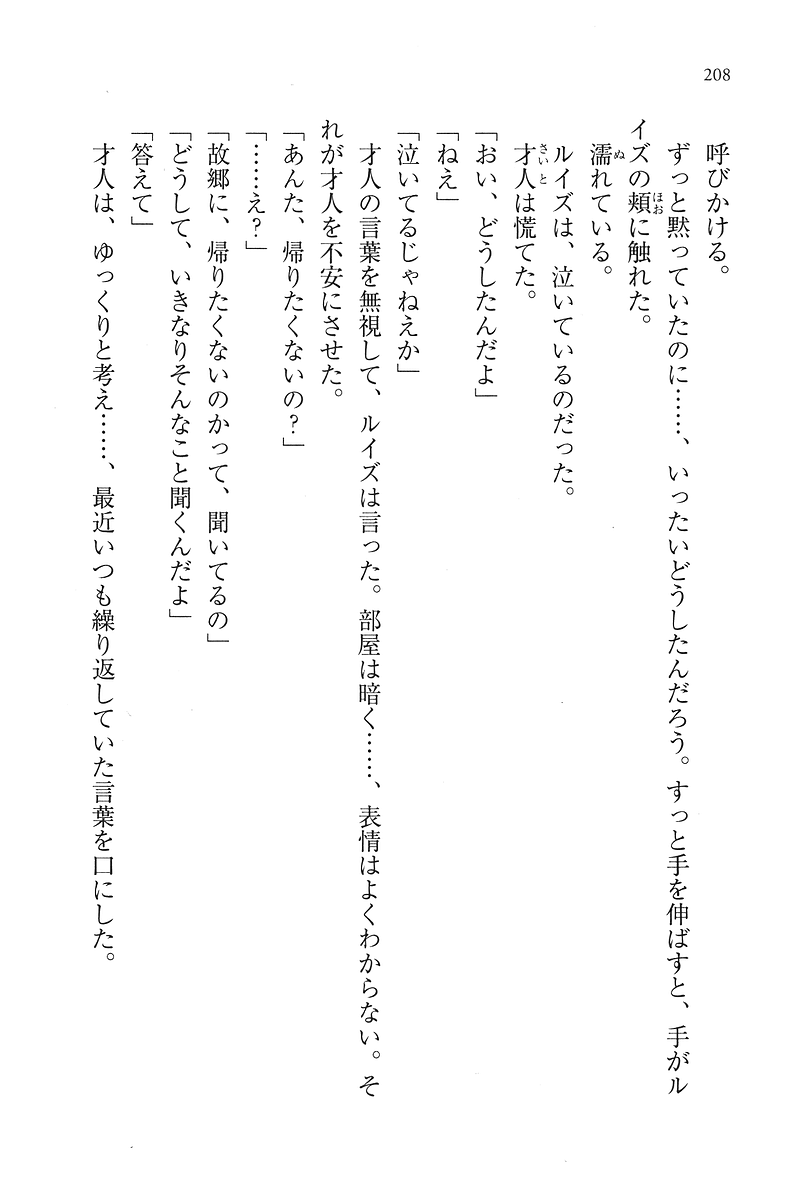 208
呼びかける。
ずっと黙っていたのに……、いったいどうしたんだろう。すっと手を伸ばすと、手がル
イズの頬に触れた。
濡れている。
ルイズは、泣いているのだった。
才人は慌てた。
「おい、どうしたんだよ」
「ねえ」
「泣いてるじゃねえか」
才人の言葉を無視して、ルイズは言った。部屋は暗く……、表情はよくわからない。そ
れが才人を不安にさせた。
「あんた、帰りたくないの？」
「……え？」
「故郷に、帰りたくないのかって、聞いてるの」
「どうして、いきなりそんなこと聞くんだよ」
「答えて」
才人は、ゆっくりと考え……、最近いつも繰り返していた言葉を口にした。